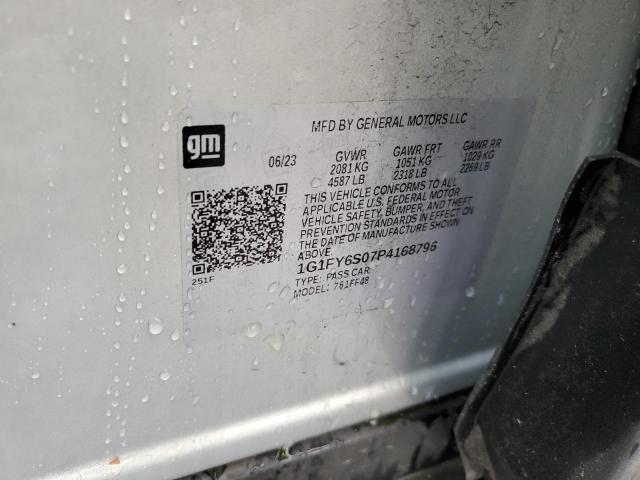 gm
MFD BY GENERAL MOTORS LLC
06/23 GVWR GAWR FRT GAWR RR
2081 KG 1051 KG 1029 KG
4587 LB 2318 LB 2269 LB
THIS VEHICLE CONFORMS TO ALL
APPLICABLE U.S. FEDERAL MOTOR
VEHICLE SAFETY, BUMPER, AND THEFT
PREVENTION STANDARDS IN EFFECT ON
THE DATE OF MANUFACTURE SHOWN
ABOVE
1G1FY6S07P4168796
TYPE: PASS CAR
MODEL: 761FF48
251F